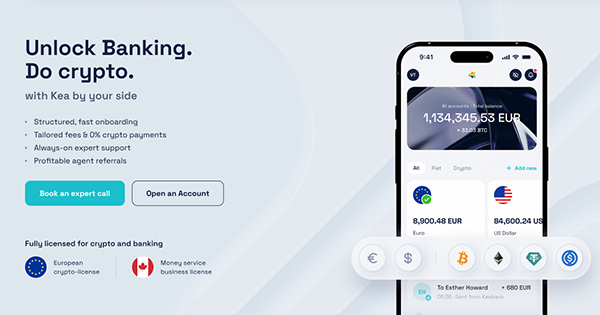 Unlock Banking.
Do crypto.
with Kea by your side
Structured, fast onboarding
Tailored fees & 0% crypto payments
Always-on expert support
Profitable agent referrals
Book an expert call
Open an Account
Fully licensed for crypto and banking
European
crypto-license
Money service
business license
9:41
VT
All accounts · Total balance
1,134,345.53 EUR
≈ 33,03 BTC
All
Fiat
Crypto
+ Add new
8,900.48 EUR
Euro
84,600.24 US
US Dollar
€
$
EH
To Esther Howard
+ 680 EUR
05:36 · Sent from Keabank